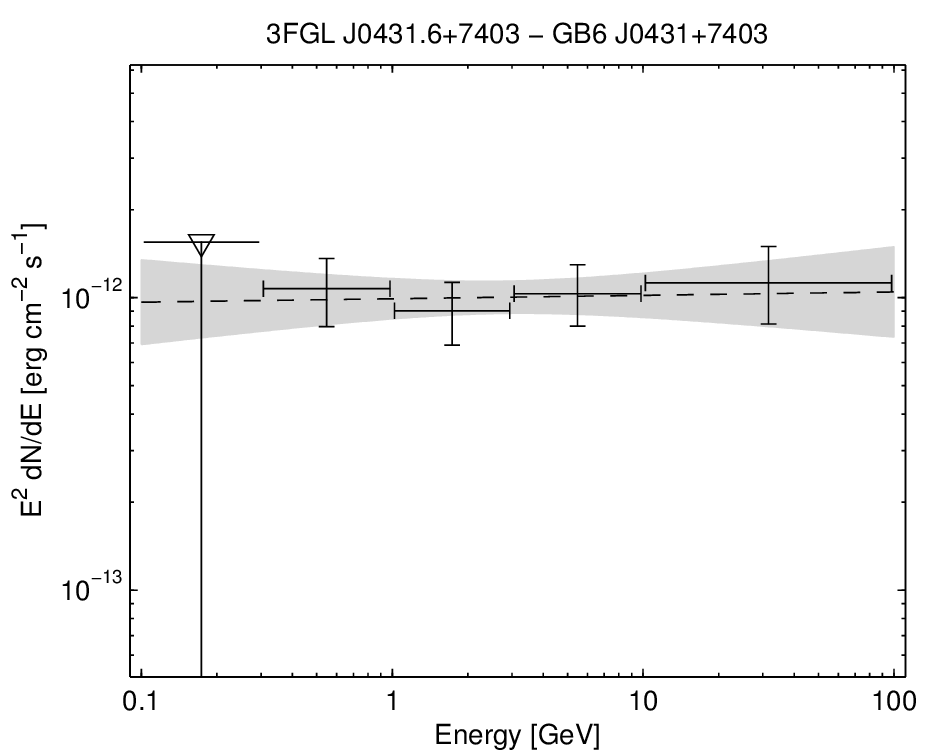 3FGL J0431.6+7403 − GB6 J0431+7403
E² dN/dE [erg cm⁻² s⁻¹]
10⁻¹²
10⁻¹³
0.1 1 10 100
Energy [GeV]